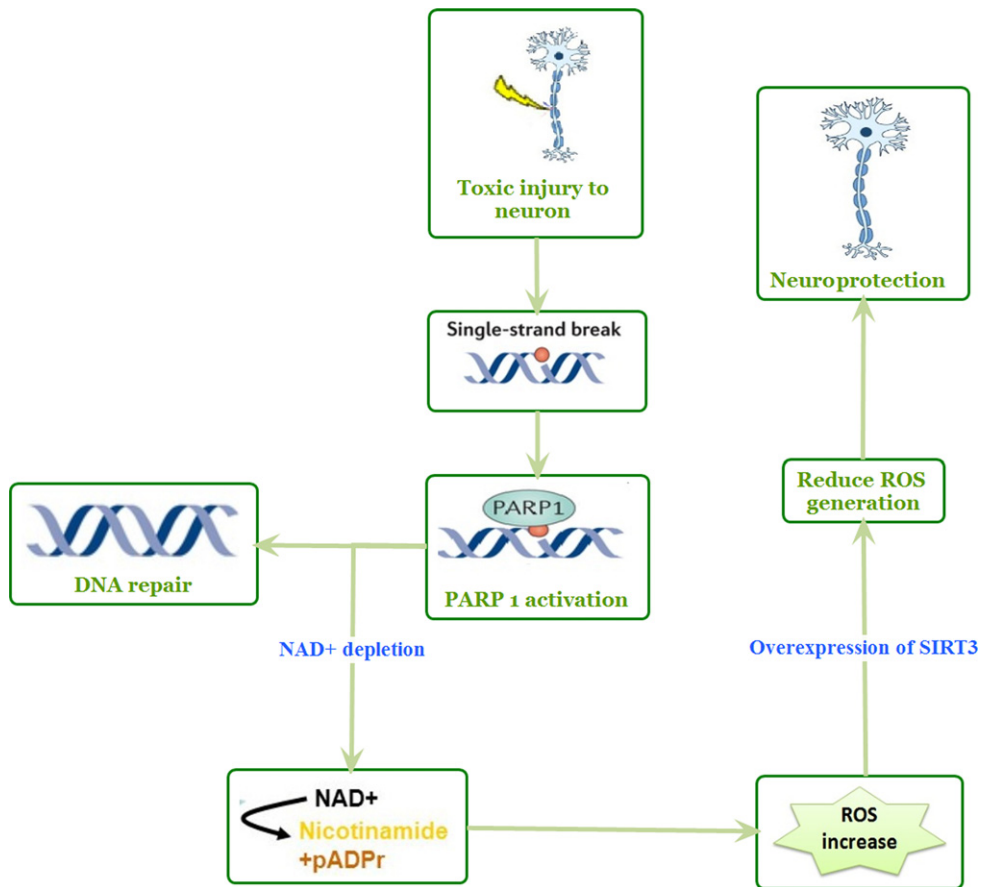 Toxic injury to
neuron
Single-strand break
PARP1
PARP 1 activation
DNA repair
NAD+ depletion
NAD+
Nicotinamide
+pADPr
ROS
increase
Overexpression of SIRT3
Reduce ROS
generation
Neuroprotection